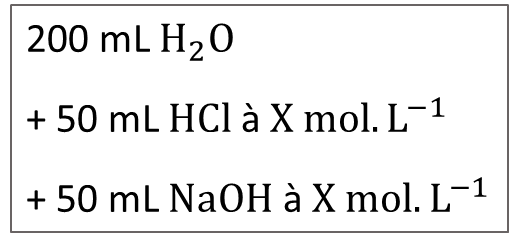 200 mL H₂O
+ 50 mL HCl à X mol. L⁻¹
+ 50 mL NaOH à X mol. L⁻¹